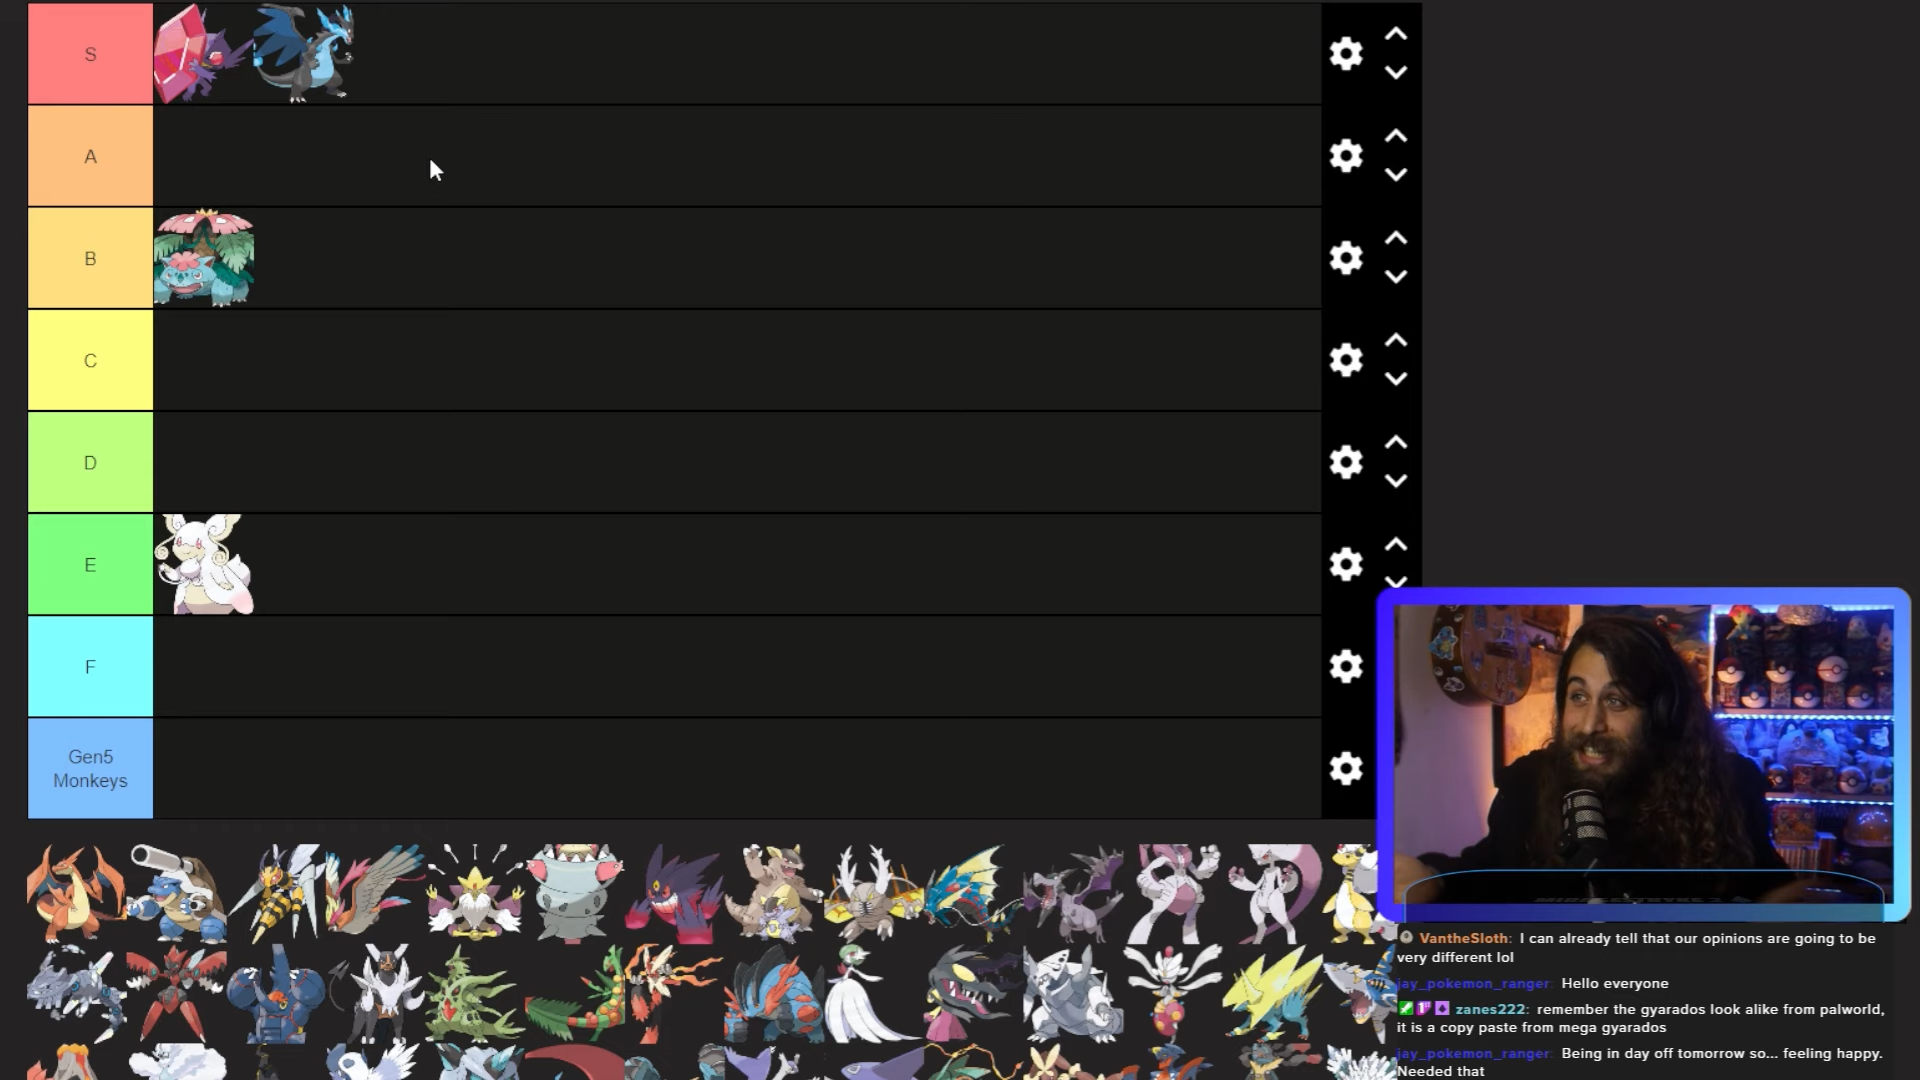 S
A
B
C
D
E
F
Gen5
Monkeys
VantheSloth: I can already tell that our opinions are going to be
very different lol
jay_pokemon_ranger: Hello everyone
zanes222: remember the gyarados look alike from palworld,
it is a copy paste from mega gyarados
jay_pokemon_ranger: Being in day off tomorrow so... feeling happy.
Needed that